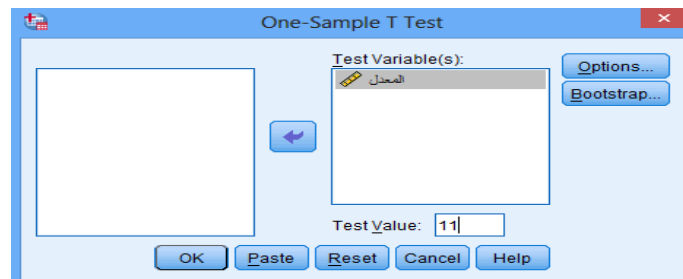 One-Sample T Test
Test Variable(s):
المعدل
Options...
Bootstrap...
Test Value: 11
OK Paste Reset Cancel Help